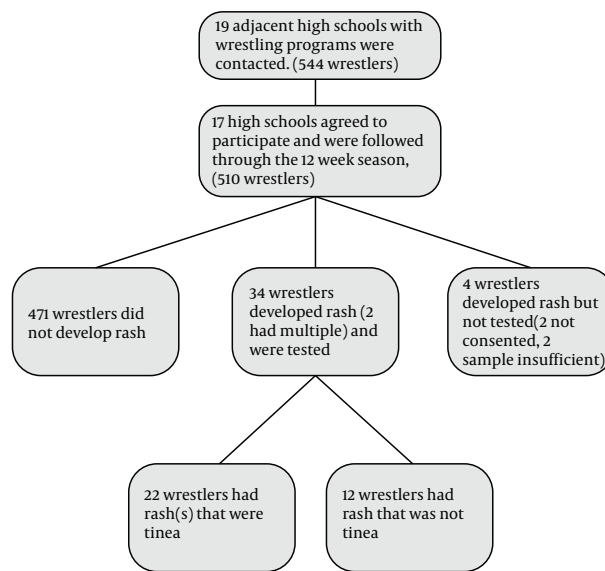 19 adjacent high schools with
wrestling programs were
contacted. (544 wrestlers)
17 high schools agreed to
participate and were followed
through the 12 week season,
(510 wrestlers)
471 wrestlers did
not develop rash
34 wrestlers
developed rash (2
had multiple) and
were tested
4 wrestlers
developed rash but
not tested(2 not
consented, 2
sample insufficient)
22 wrestlers had
rash(s) that were
tinea
12 wrestlers had
rash that was not
tinea